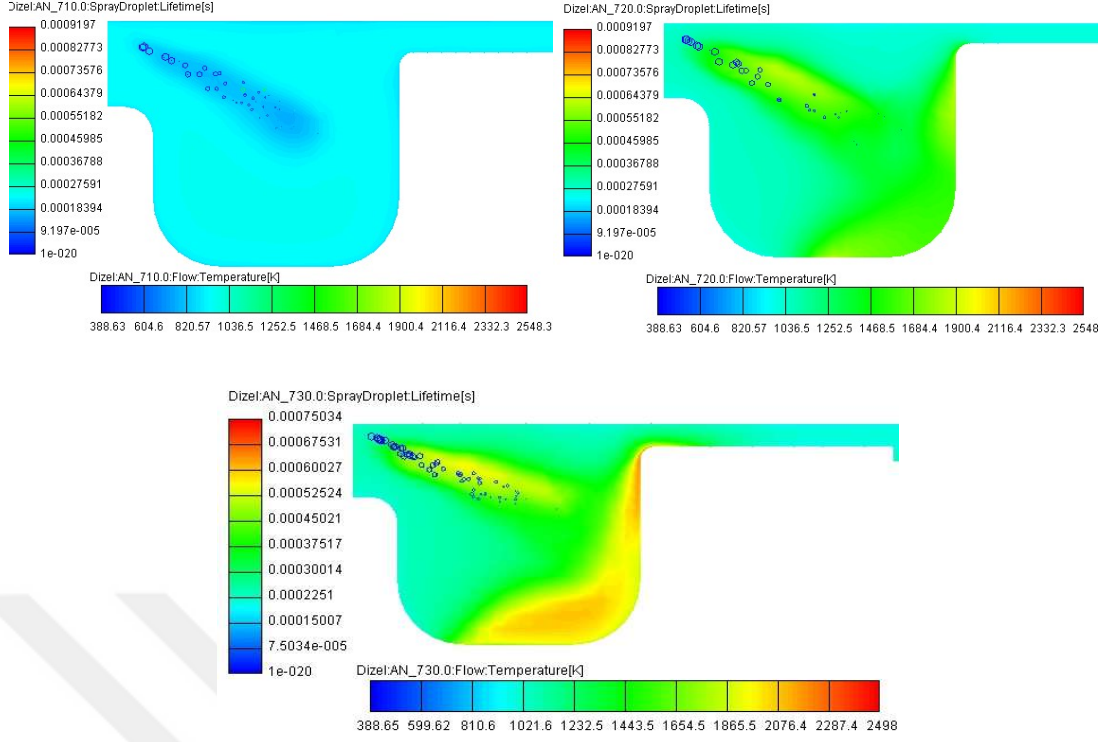 Dizel:AN_710.0:SprayDroplet:Lifetime[s]
0.0009197
0.00082773
0.00073576
0.00064379
0.00055182
0.00045985
0.00036788
0.00027591
0.00018394
9.197e-005
1e-020
Dizel:AN_710.0:Flow:Temperature[K]
388.63 604.6 820.57 1036.5 1252.5 1468.5 1684.4 1900.4 2116.4 2332.3 2548.3
Dizel:AN_720.0:SprayDroplet:Lifetime[s]
0.0009197
0.00082773
0.00073576
0.00064379
0.00055182
0.00045985
0.00036788
0.00027591
0.00018394
9.197e-005
1e-020
Dizel:AN_720.0:Flow:Temperature[K]
388.63 604.6 820.57 1036.5 1252.5 1468.5 1684.4 1900.4 2116.4 2332.3 2548
Dizel:AN_730.0:SprayDroplet:Lifetime[s]
0.00075034
0.00067531
0.00060027
0.00052524
0.00045021
0.00037517
0.00030014
0.0002251
0.00015007
7.5034e-005
1e-020
Dizel:AN_730.0:Flow:Temperature[K]
388.65 599.62 810.6 1021.6 1232.5 1443.5 1654.5 1865.5 2076.4 2287.4 2498